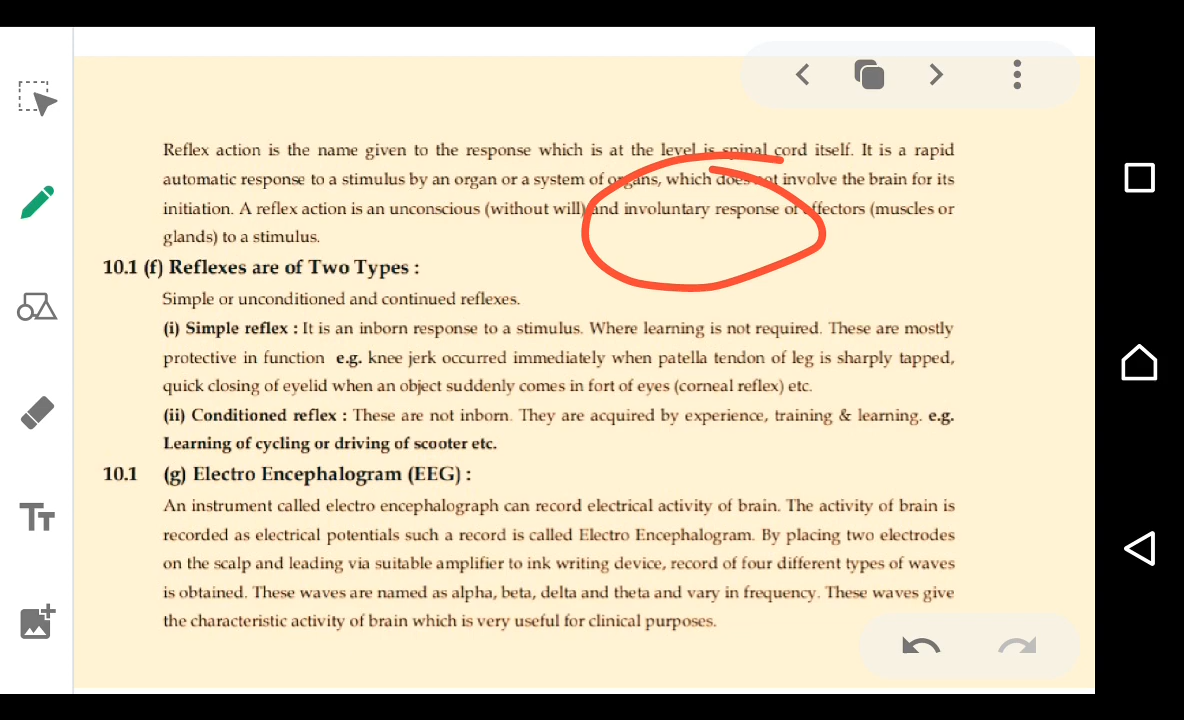 Reflex action is the name given to the response which is at the level is spinal cord itself. It is a rapid
automatic response to a stimulus by an organ or a system of organs, which does not involve the brain for its
initiation. A reflex action is an unconscious (without will) and involuntary response of effectors (muscles or
glands) to a stimulus.
10.1 (f) Reflexes are of Two Types :
Simple or unconditioned and continued reflexes.
(i) Simple reflex : It is an inborn response to a stimulus. Where learning is not required. These are mostly
protective in function e.g. knee jerk occurred immediately when patella tendon of leg is sharply tapped,
quick closing of eyelid when an object suddenly comes in fort of eyes (corneal reflex) etc.
(ii) Conditioned reflex : These are not inborn. They are acquired by experience, training & learning. e.g.
Learning of cycling or driving of scooter etc.
10.1 (g) Electro Encephalogram (EEG) :
An instrument called electro encephalograph can record electrical activity of brain. The activity of brain is
recorded as electrical potentials such a record is called Electro Encephalogram. By placing two electrodes
on the scalp and leading via suitable amplifier to ink writing device, record of four different types of waves
is obtained. These waves are named as alpha, beta, delta and theta and vary in frequency. These waves give
the characteristic activity of brain which is very useful for clinical purposes.
TT